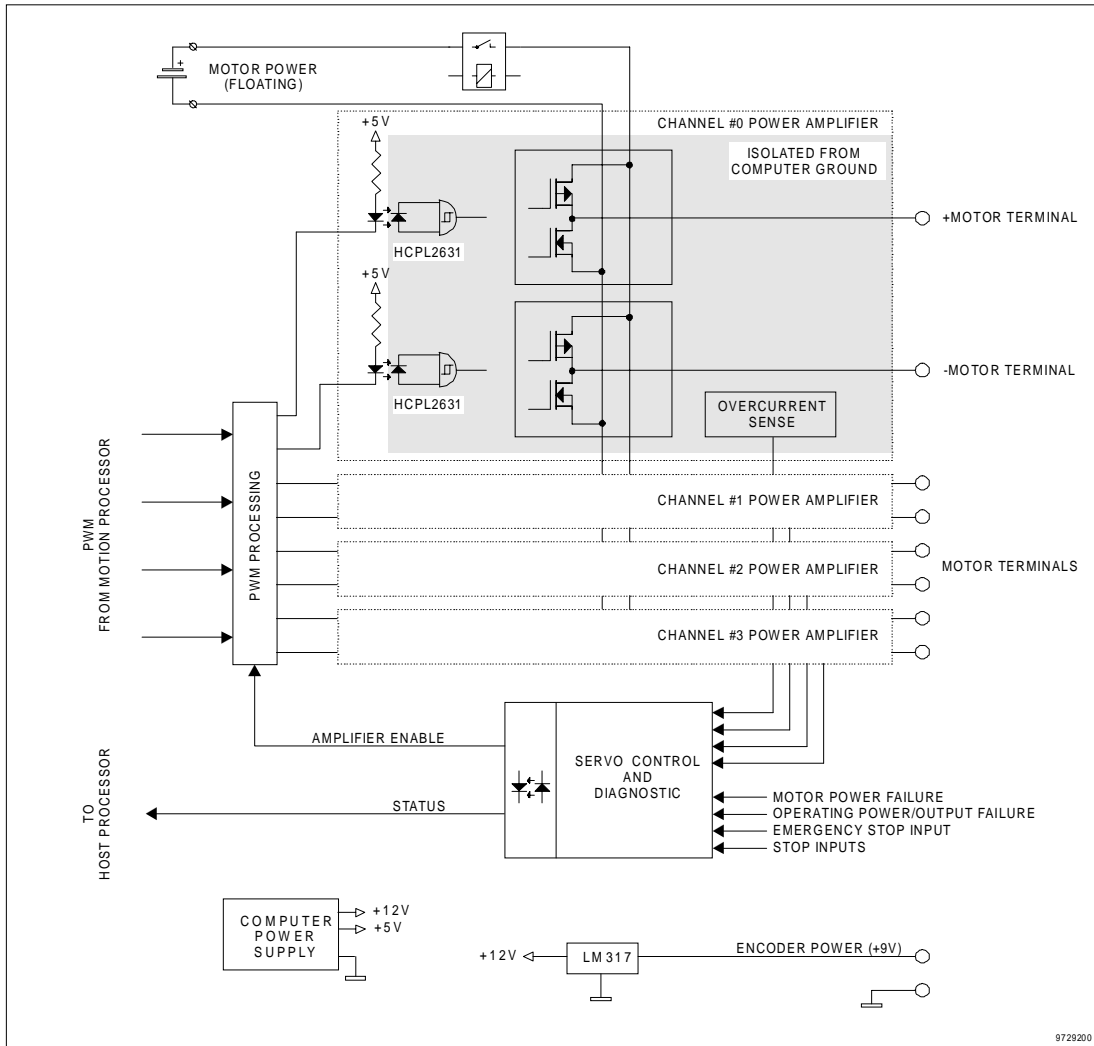 +
MOTOR POWER
(FLOATING)
+5V
CHANNEL #0 POWER AMPLIFIER
ISOLATED FROM
COMPUTER GROUND
HCPL2631
+MOTOR TERMINAL
+5V
HCPL2631
-MOTOR TERMINAL
OVERCURRENT
SENSE
PWM
FROM MOTION PROCESSOR
PWM PROCESSING
CHANNEL #1 POWER AMPLIFIER
CHANNEL #2 POWER AMPLIFIER
MOTOR TERMINALS
CHANNEL #3 POWER AMPLIFIER
AMPLIFIER ENABLE
SERVO CONTROL
AND
DIAGNOSTIC
TO
HOST PROCESSOR
STATUS
MOTOR POWER FAILURE
OPERATING POWER/OUTPUT FAILURE
EMERGENCY STOP INPUT
STOP INPUTS
COMPUTER
POWER
SUPPLY
+12V
+5V
+12V
LM317
ENCODER POWER (+9V)
9729200